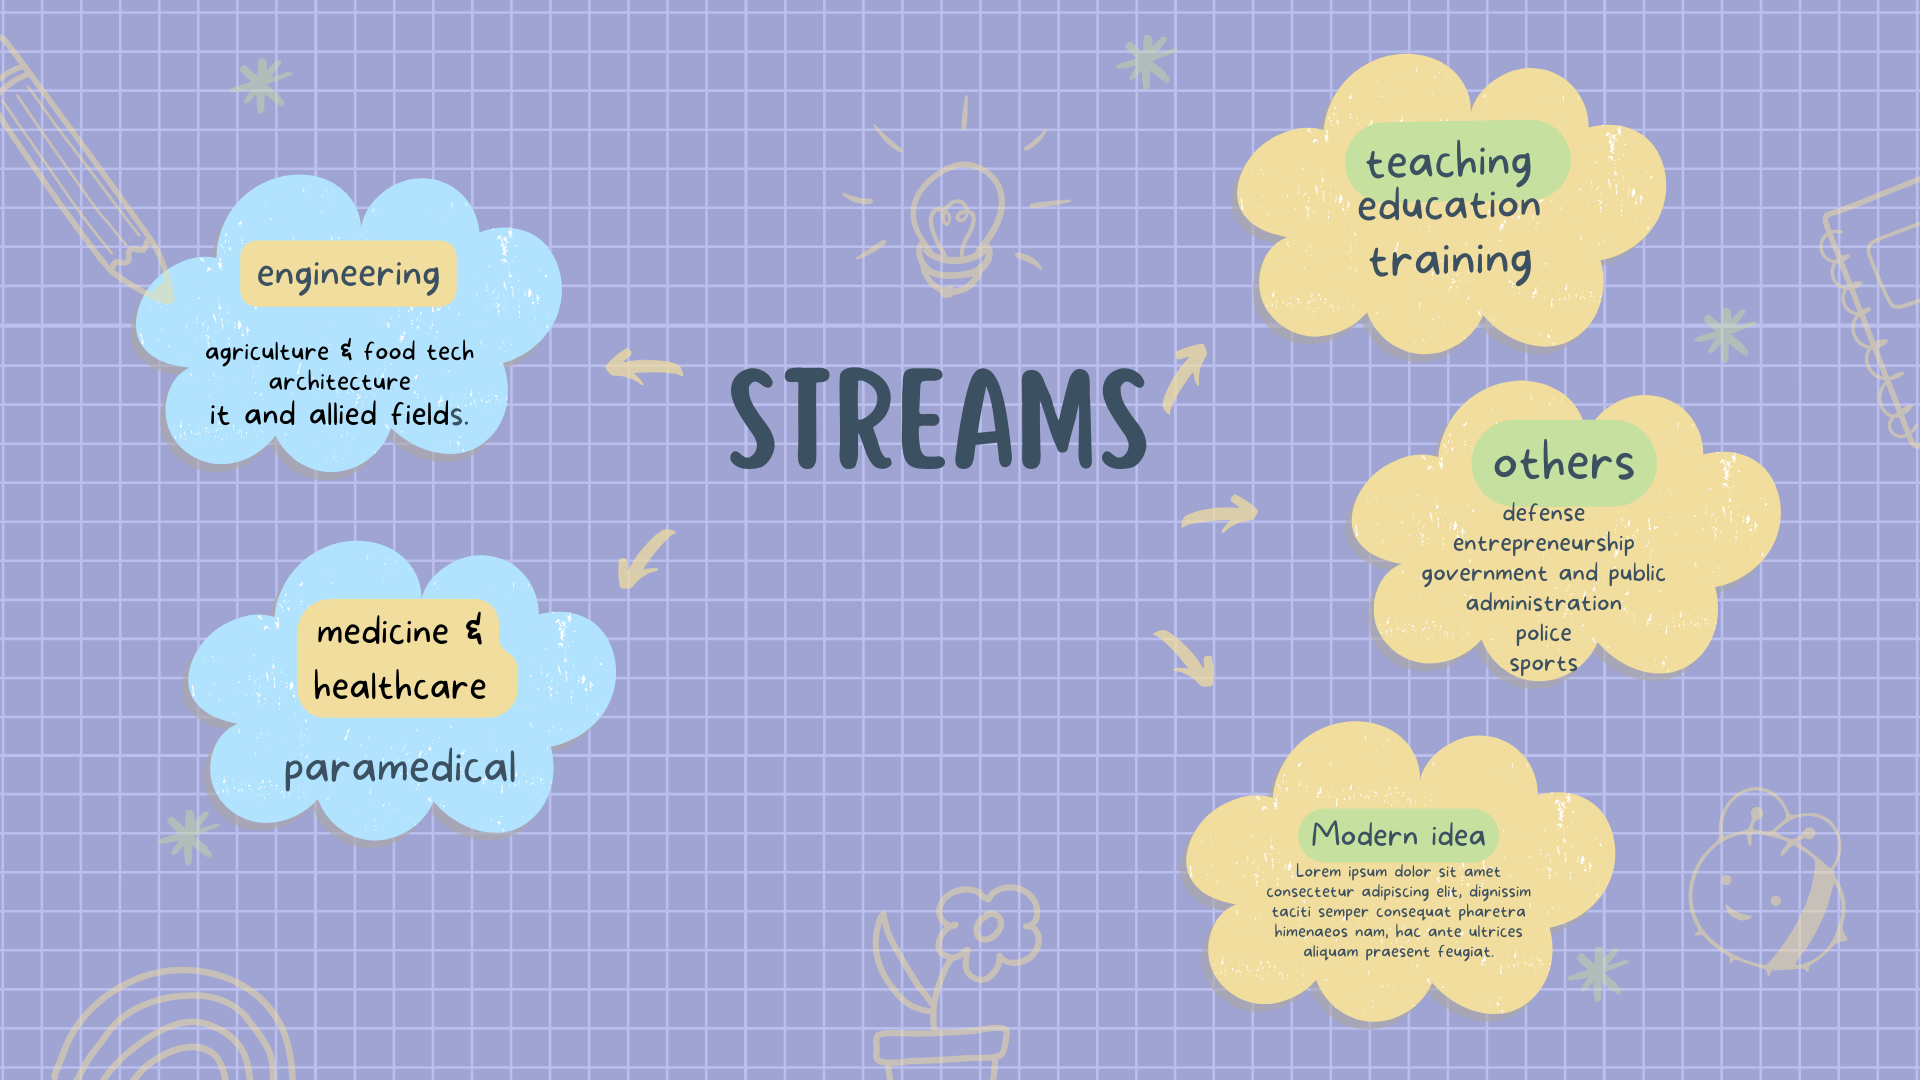 STREAMS
engineering
agriculture & food tech
architecture
it and allied fields.
medicine &
healthcare
paramedical
teaching
education
training
others
defense
entrepreneurship
government and public
administration
police
sports
Modern idea
Lorem ipsum dolor sit amet
consectetur adipiscing elit, dignissim
taciti semper consequat pharetra
himenaeos nam, hac ante ultrices
aliquam praesent feugiat.